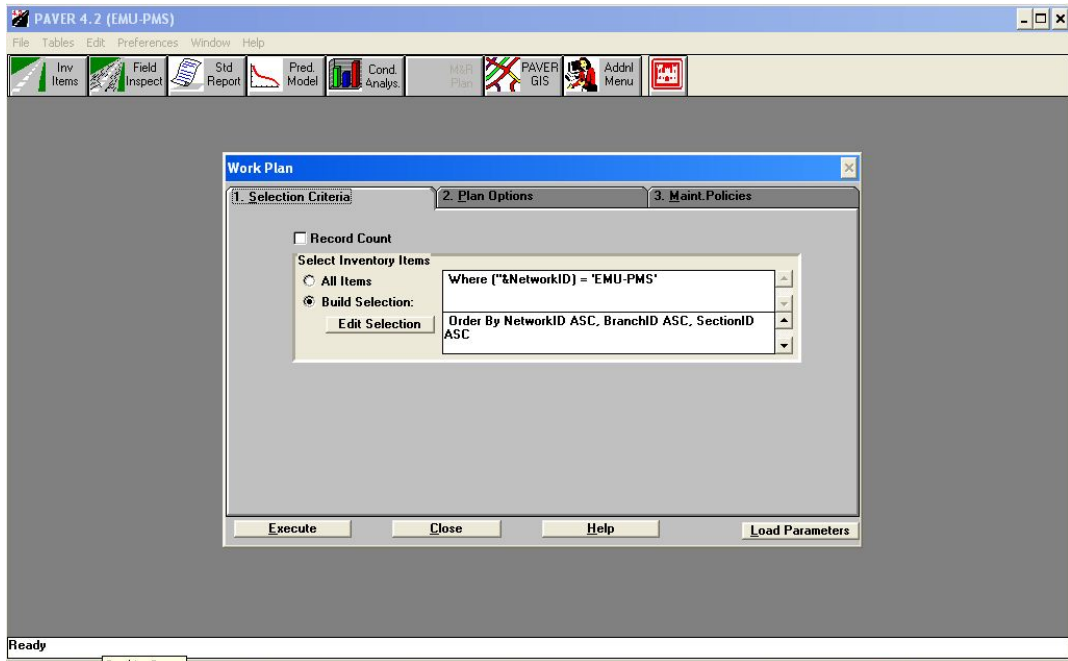 PAVER 4.2 (EMU-PMS)
File Tables Edit Preferences Window Help
Inv Items
Field Inspect
Std Report
Pred. Model
Cond. Analys.
M&R Plan
PAVER GIS
Addnl Menu
Work Plan
1. Selection Criteria
2. Plan Options
3. Maint.Policies
Record Count
Select Inventory Items
All Items
Build Selection:
Edit Selection
Where ("&NetworkID) = 'EMU-PMS'
Order By NetworkID ASC, BranchID ASC, SectionID
ASC
Execute
Close
Help
Load Parameters
Ready